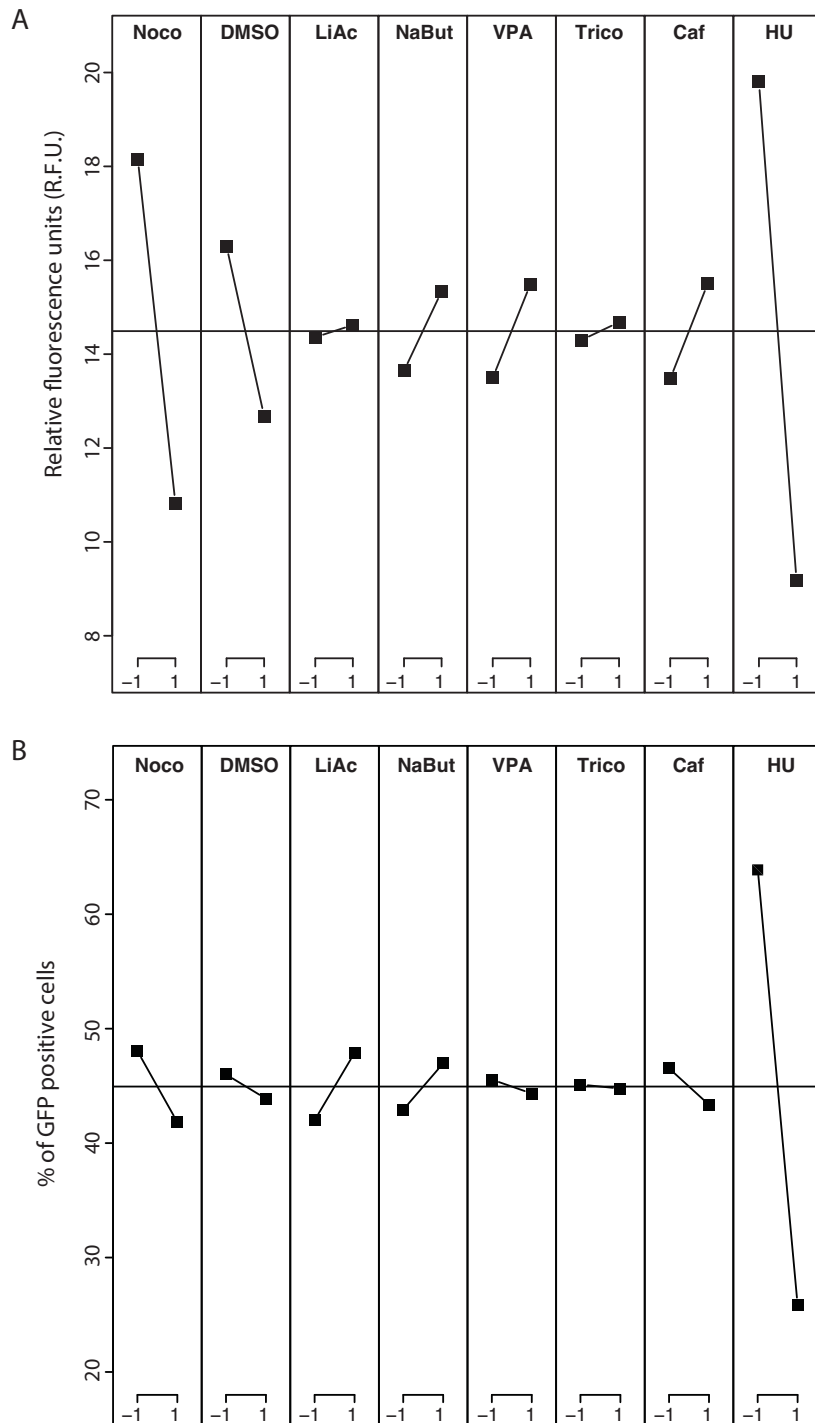 A
Noco DMSO LiAc NaBut VPA Trico Caf HU
Relative fluorescence units (R.F.U.)
20
18
16
14
12
10
8
−1 1 −1 1 −1 1 −1 1 −1 1 −1 1 −1 1 −1 1
B
Noco DMSO LiAc NaBut VPA Trico Caf HU
% of GFP positive cells
70
60
50
40
30
20
−1 1 −1 1 −1 1 −1 1 −1 1 −1 1 −1 1 −1 1